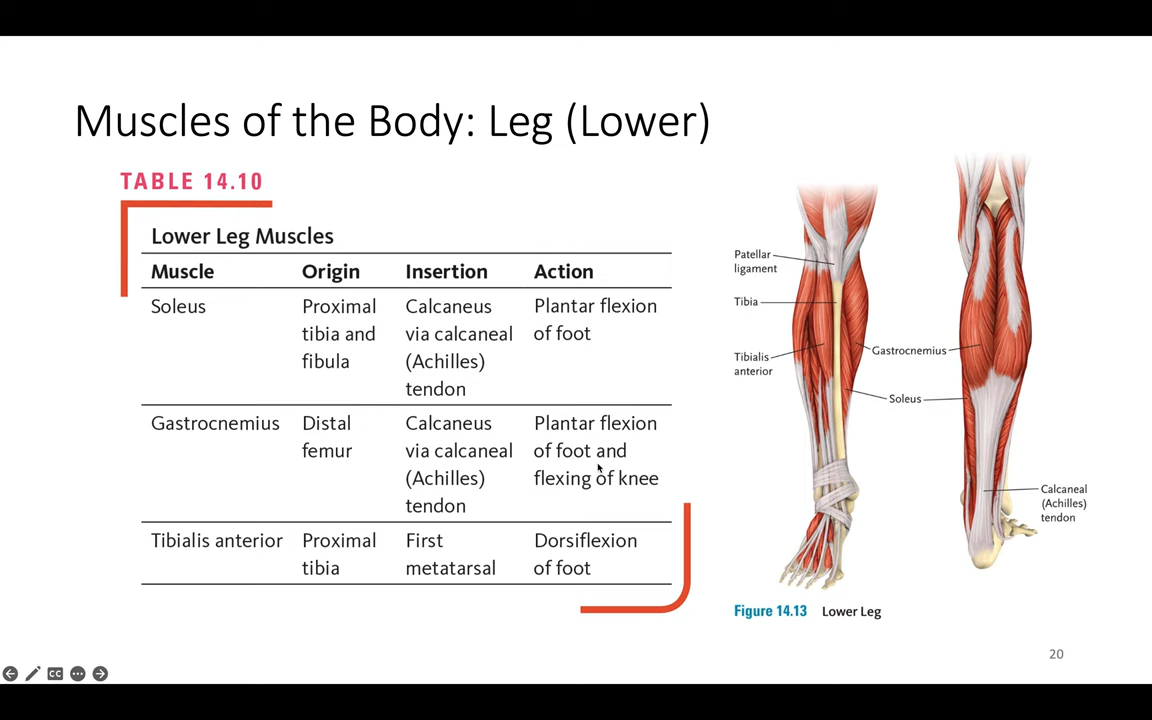 Muscles of the Body: Leg (Lower)
TABLE 14.10
Lower Leg Muscles
Muscle Origin Insertion Action
Soleus Proximal Calcaneus Plantar flexion
tibia and via calcaneal of foot
fibula (Achilles)
tendon
Gastrocnemius Distal Calcaneus Plantar flexion
femur via calcaneal of foot and
(Achilles) flexing of knee
tendon
Tibialis anterior Proximal First Dorsiflexion
tibia metatarsal of foot
Patellar
ligament
Tibia
Tibialis
anterior
Gastrocnemius
Soleus
Calcaneal
(Achilles)
tendon
Figure 14.13 Lower Leg
20
CC